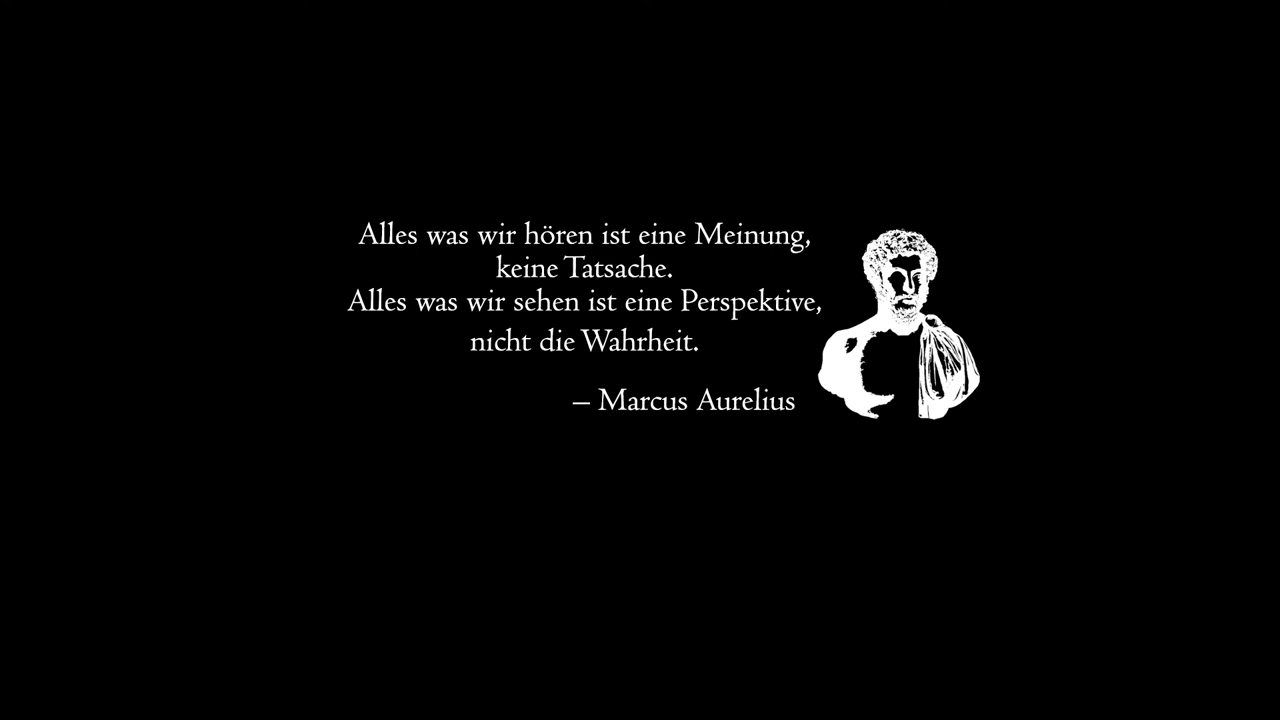 Alles was wir hören ist eine Meinung,
keine Tatsache.
Alles was wir sehen ist eine Perspektive,
nicht die Wahrheit.
– Marcus Aurelius